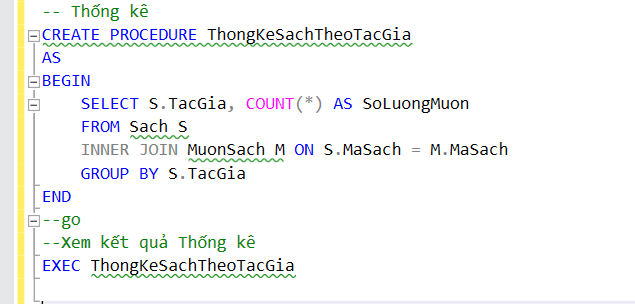 -- Thống kê
CREATE PROCEDURE ThongKeSachTheoTacGia
AS
BEGIN
SELECT S.TacGia, COUNT(*) AS SoLuongMuon
FROM Sach S
INNER JOIN MuonSach M ON S.MaSach = M.MaSach
GROUP BY S.TacGia
END
--go
--Xem kết quả Thống kê
EXEC ThongKeSachTheoTacGia